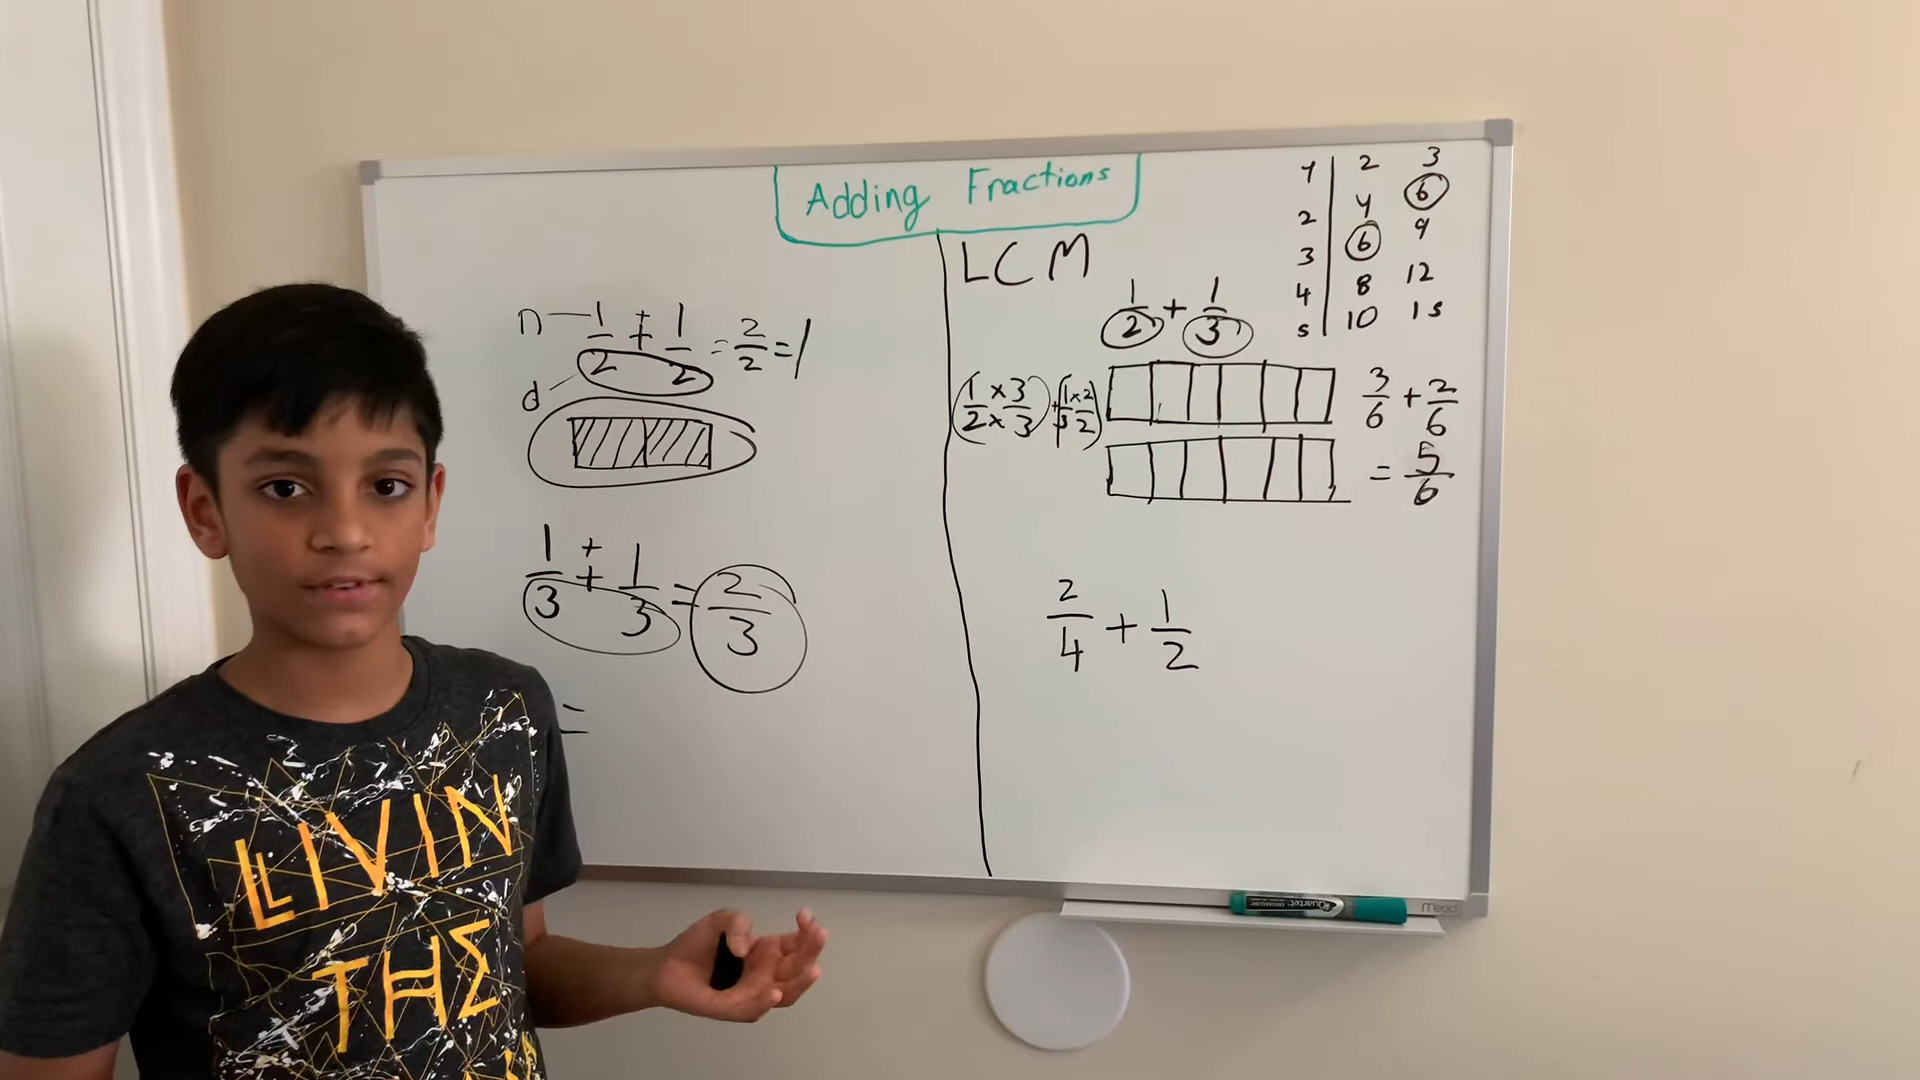 Adding Fractions
n — 1/2 + 1/2 = 2/2 = 1
d
1/3 + 1/3 = 2/3
=
LCM
1/2 + 1/3
(1/2 × 3/3) + (1/3 × 2/2)
3/6 + 2/6
= 5/6
2/4 + 1/2
1 | 2 3
2 | 4 6
3 | 6 9
4 | 8 12
5 | 10 15
LIVIN
THE
Quartet
mead